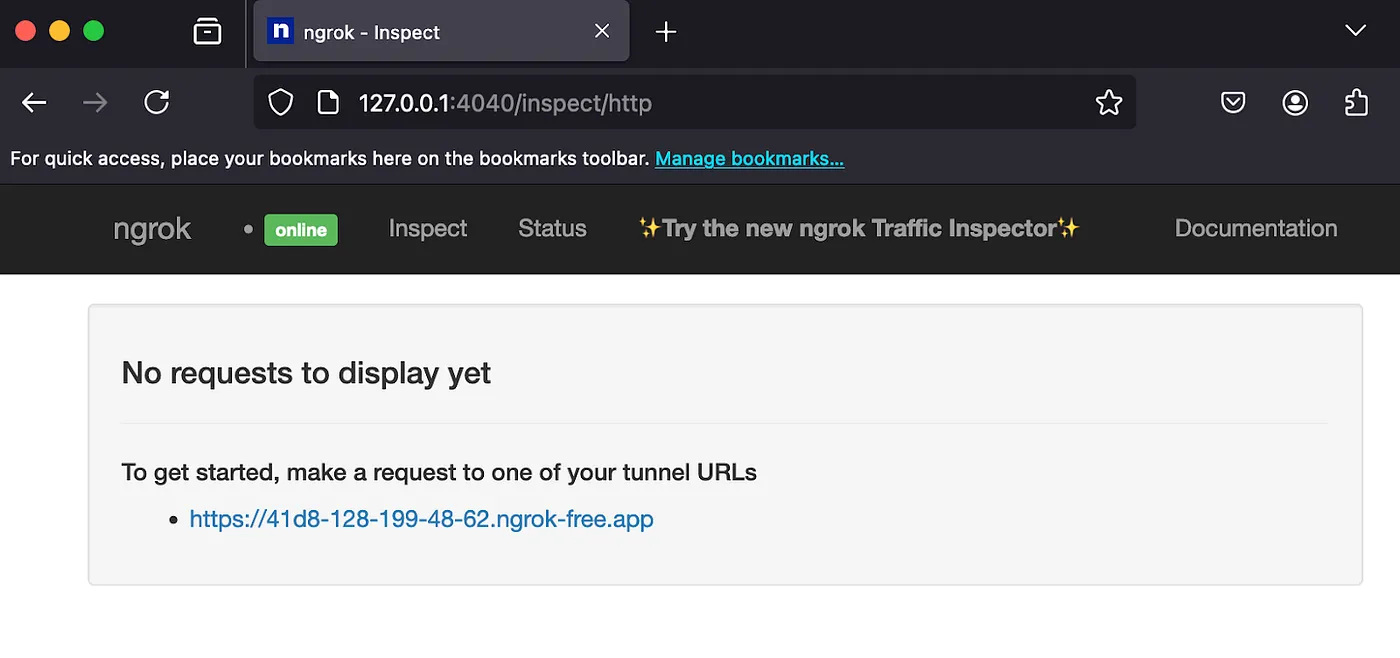 n ngrok - Inspect
127.0.0.1:4040/inspect/http
For quick access, place your bookmarks here on the bookmarks toolbar. Manage bookmarks...
ngrok • online Inspect Status ✨Try the new ngrok Traffic Inspector✨ Documentation
No requests to display yet
To get started, make a request to one of your tunnel URLs
• https://41d8-128-199-48-62.ngrok-free.app